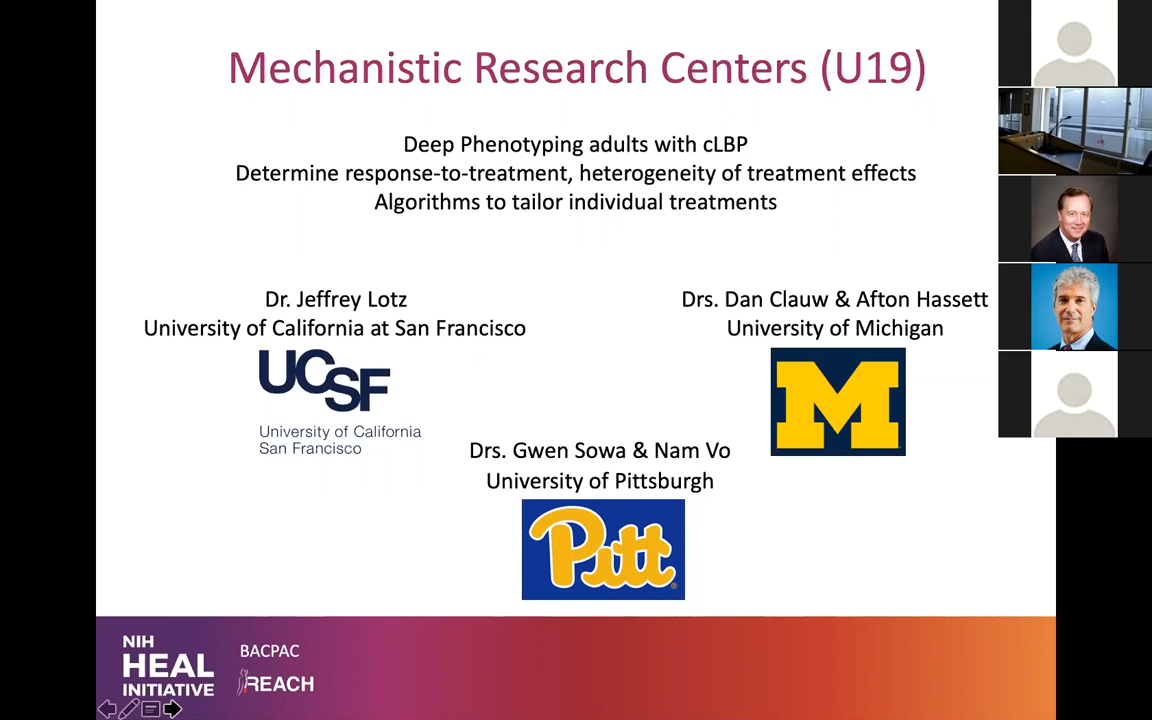 Mechanistic Research Centers (U19)
Deep Phenotyping adults with cLBP
Determine response-to-treatment, heterogeneity of treatment effects
Algorithms to tailor individual treatments
Dr. Jeffrey Lotz
University of California at San Francisco
UCSF
University of California
San Francisco
Drs. Dan Clauw & Afton Hassett
University of Michigan
M
Drs. Gwen Sowa & Nam Vo
University of Pittsburgh
Pitt
®
NIH
HEAL
INITIATIVE
BACPAC
REACH